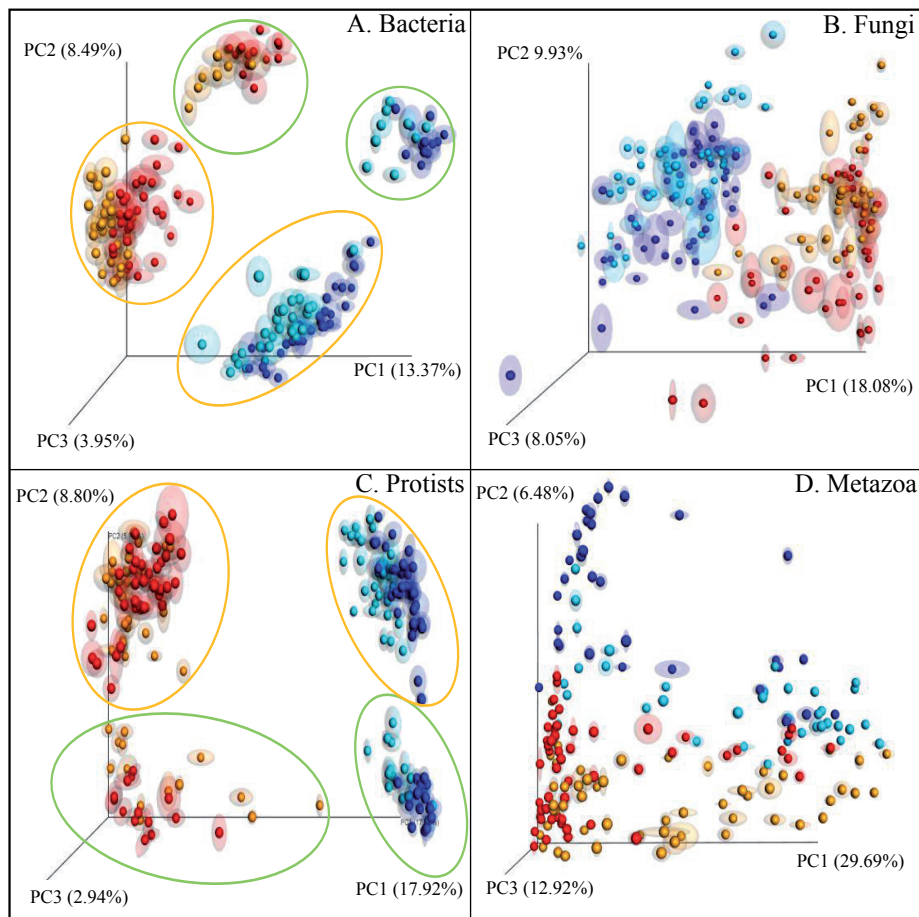 A. Bacteria
PC2 (8.49%)
PC1 (13.37%)
PC3 (3.95%)
B. Fungi
PC2 9.93%)
PC1 (18.08%)
PC3 (8.05%)
C. Protists
PC2 (8.80%)
PC1 (17.92%)
PC3 (2.94%)
D. Metazoa
PC2 (6.48%)
PC1 (29.69%)
PC3 (12.92%)